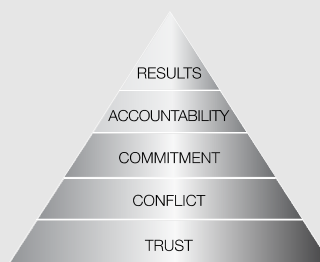 RESULTS
ACCOUNTABILITY
COMMITMENT
CONFLICT
TRUST